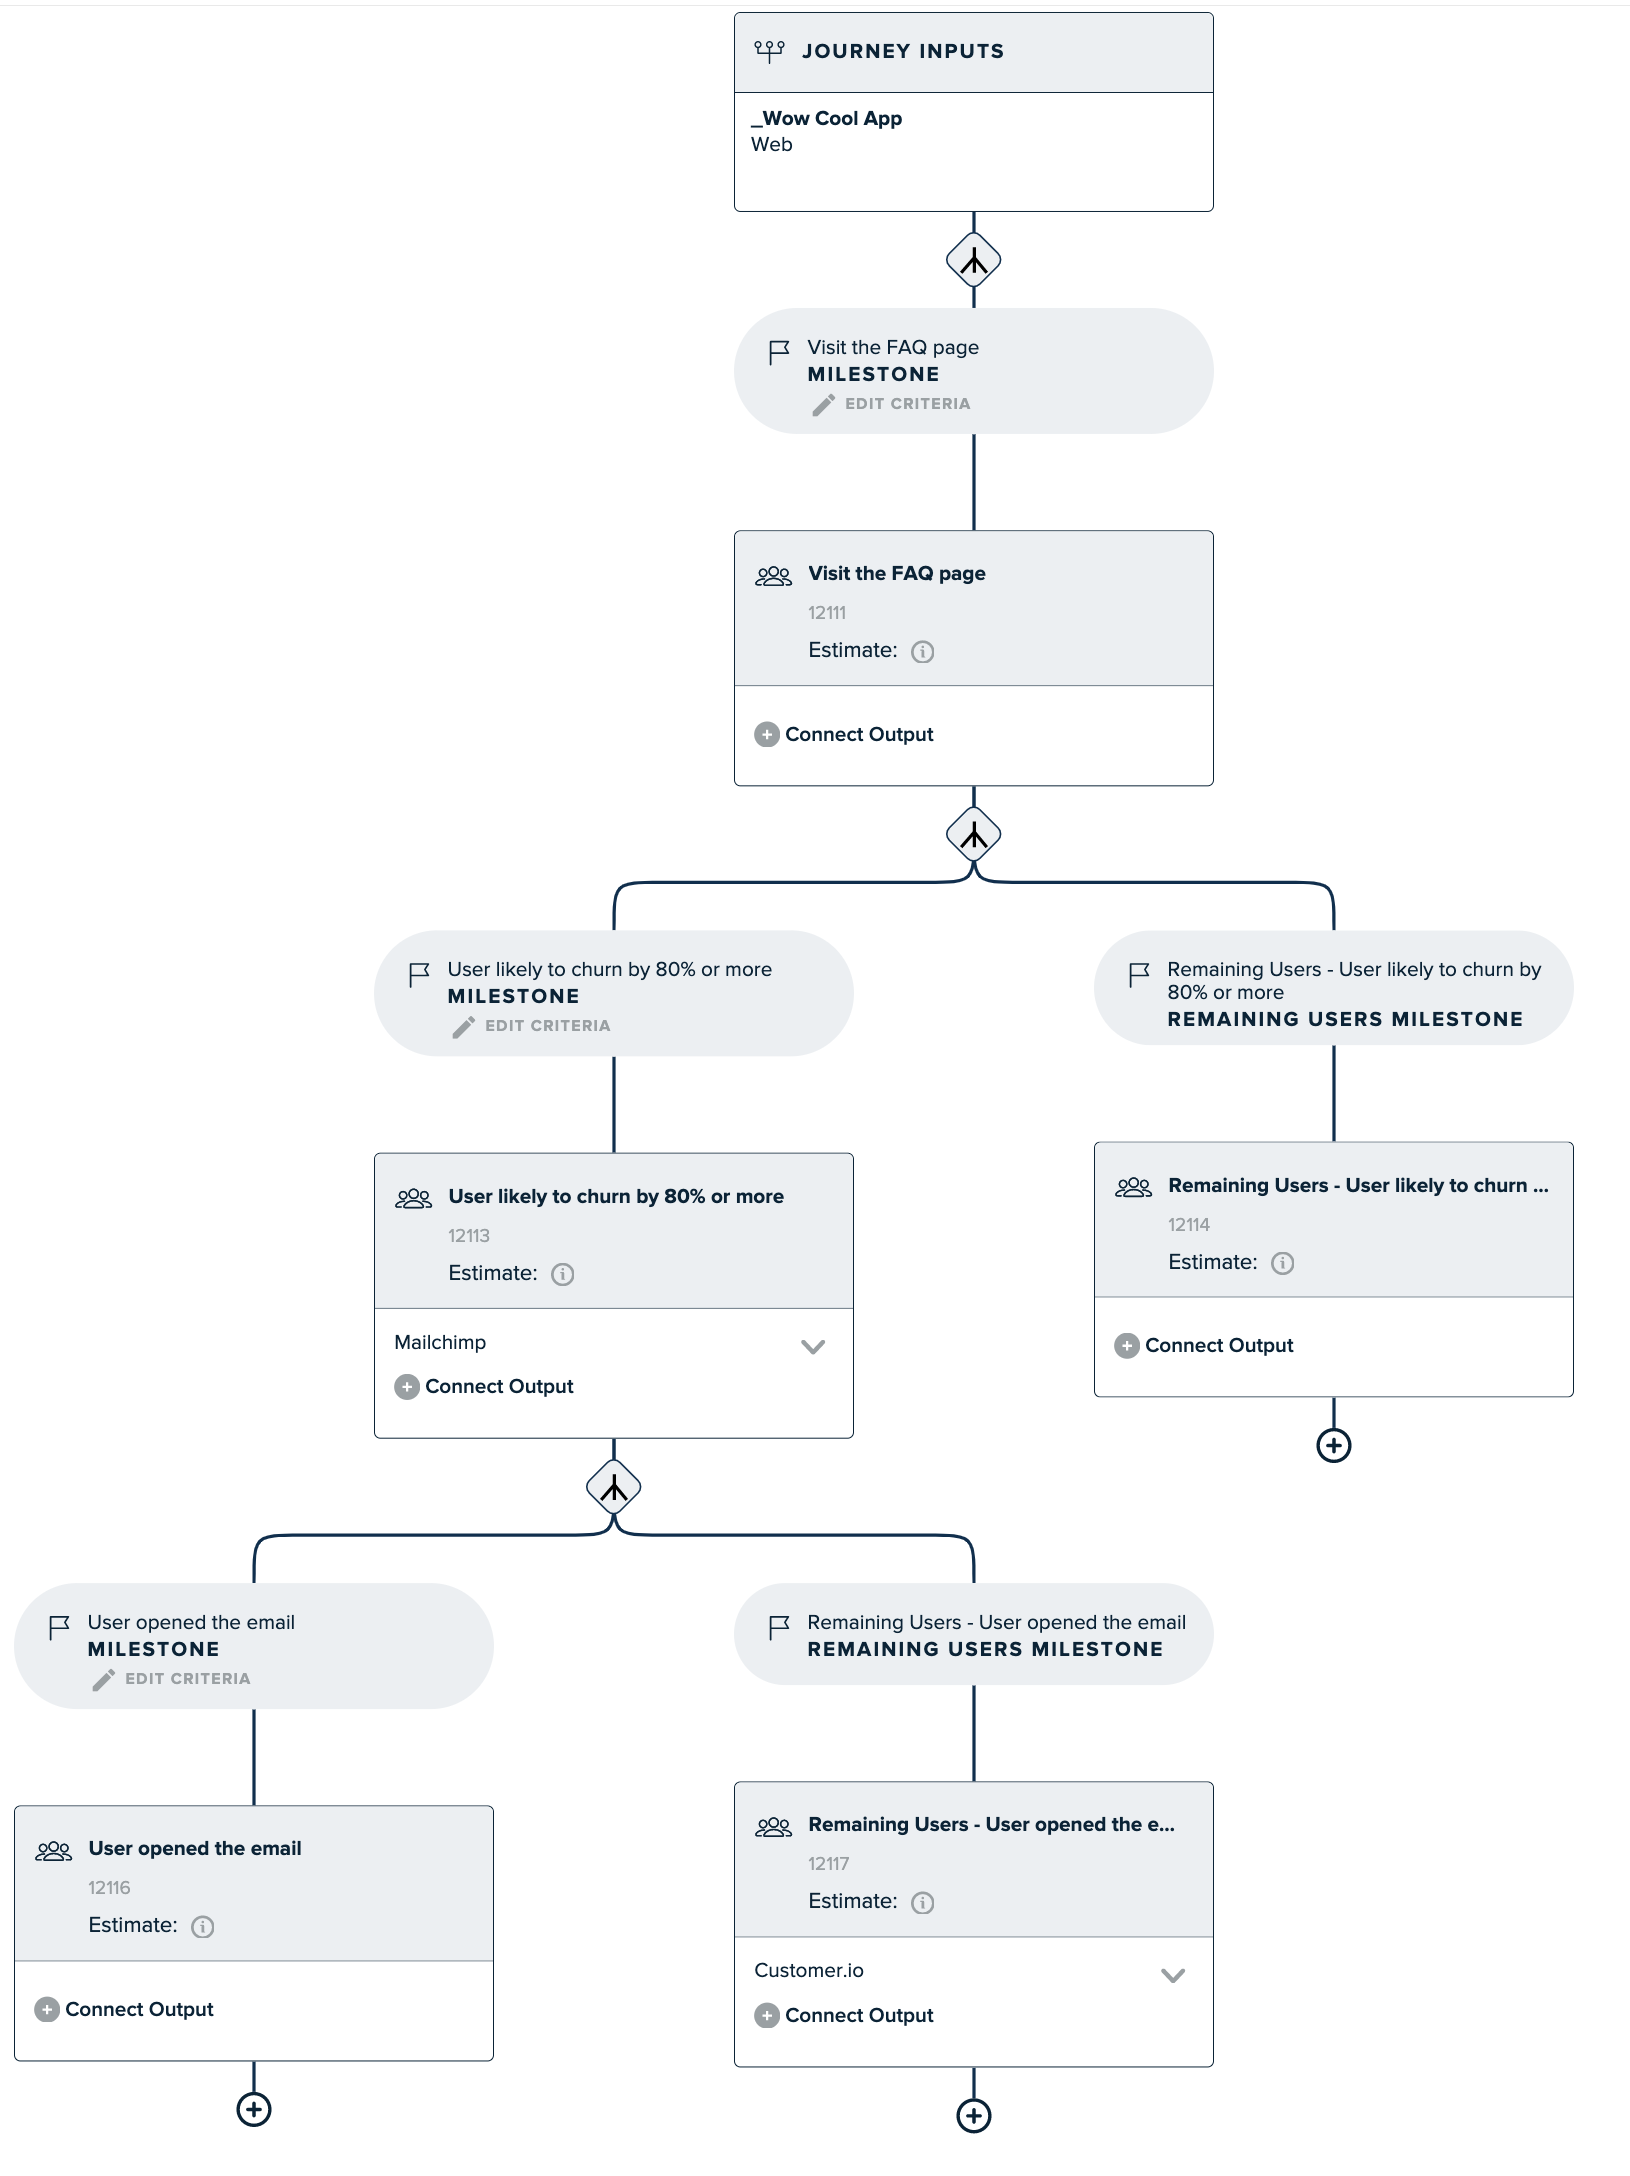 JOURNEY INPUTS
_Wow Cool App
Web
Visit the FAQ page
MILESTONE
EDIT CRITERIA
Visit the FAQ page
12111
Estimate:
Connect Output
User likely to churn by 80% or more
MILESTONE
EDIT CRITERIA
Remaining Users - User likely to churn by
80% or more
REMAINING USERS MILESTONE
User likely to churn by 80% or more
12113
Estimate:
Mailchimp
Connect Output
Remaining Users - User likely to churn ...
12114
Estimate:
Connect Output
User opened the email
MILESTONE
EDIT CRITERIA
Remaining Users - User opened the email
REMAINING USERS MILESTONE
User opened the email
12116
Estimate:
Connect Output
Remaining Users - User opened the e...
12117
Estimate:
Customer.io
Connect Output